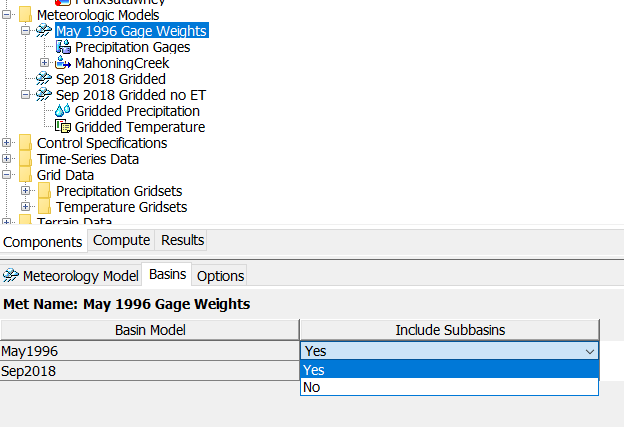 Punxsutawney
Meteorologic Models
May 1996 Gage Weights
Precipitation Gages
MahoningCreek
Sep 2018 Gridded
Sep 2018 Gridded no ET
Gridded Precipitation
Gridded Temperature
Control Specifications
Time-Series Data
Grid Data
Precipitation Gridsets
Temperature Gridsets
Terrain Data
Components Compute Results
Meteorology Model Basins Options
Met Name: May 1996 Gage Weights
Basin Model Include Subbasins
May1996 Yes
Sep2018 Yes
No